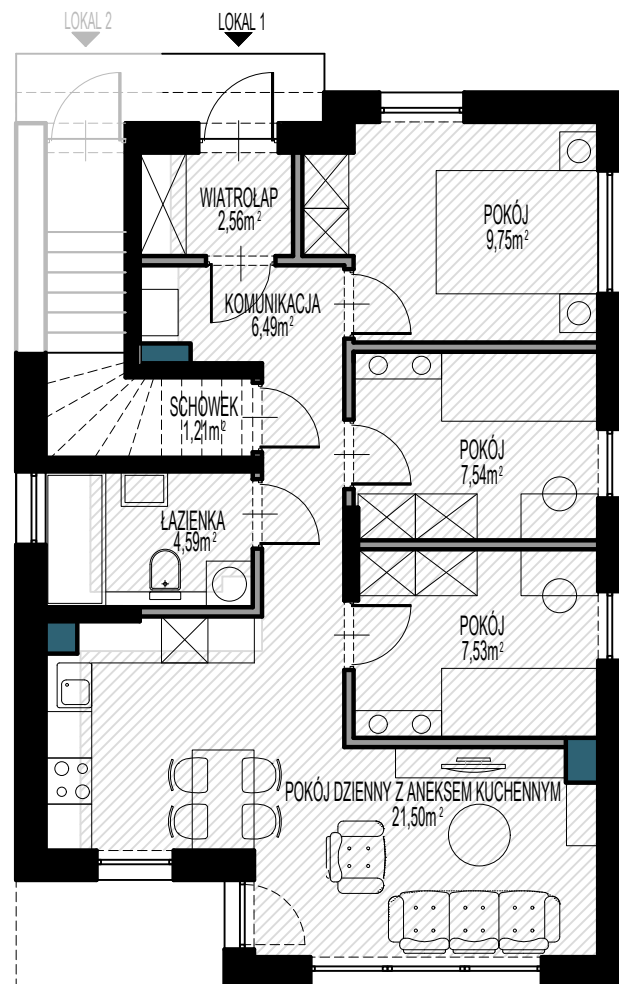 LOKAL 2
LOKAL 1
WIATROŁAP
2,56m²
POKÓJ
9,75m²
KOMUNIKACJA
6,49m²
SCHOWEK
1,21m²
POKÓJ
7,54m²
ŁAZIENKA
4,59m²
POKÓJ
7,53m²
POKÓJ DZIENNY Z ANEKSEM KUCHENNYM
21,50m²